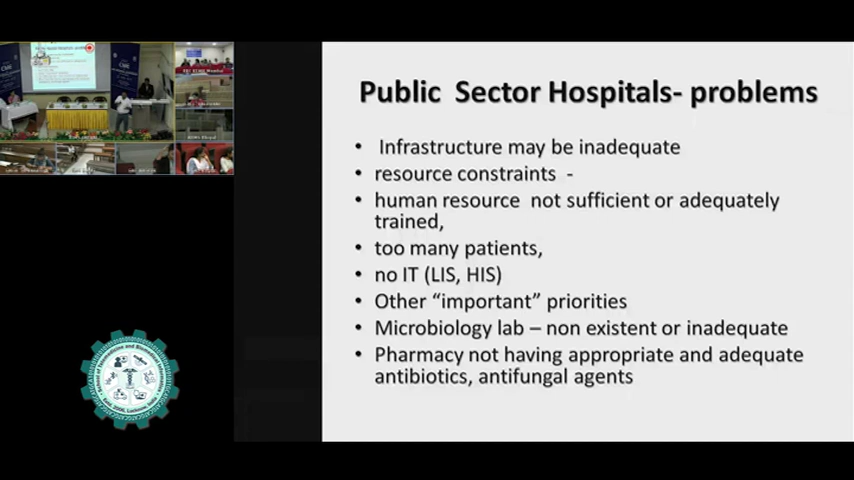 Public Sector Hospitals- problems
• Infrastructure may be inadequate
• resource constraints -
• human resource not sufficient or adequately
trained,
• too many patients,
• no IT (LIS, HIS)
• Other “important” priorities
• Microbiology lab – non existent or inadequate
• Pharmacy not having appropriate and adequate
antibiotics, antifungal agents